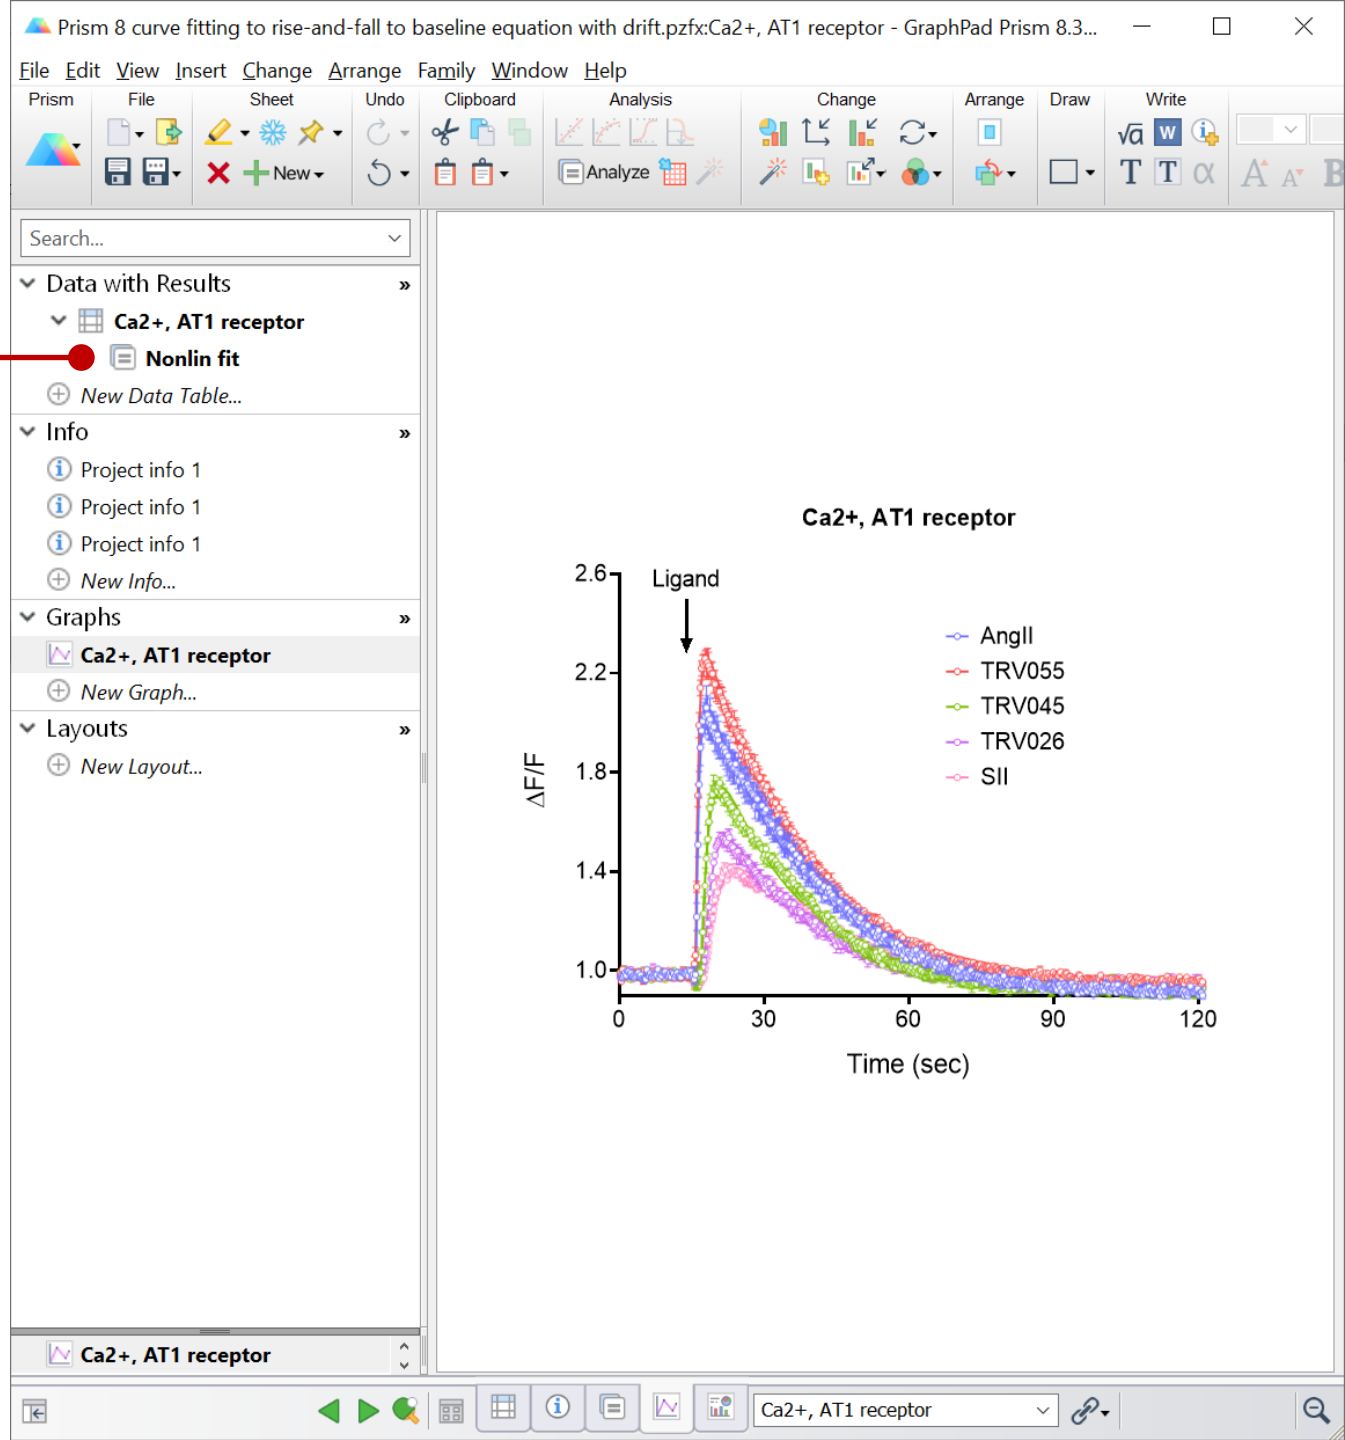 Prism 8 curve fitting to rise-and-fall to baseline equation with drift.pzfx:Ca2+, AT1 receptor - GraphPad Prism 8.3...
File Edit View Insert Change Arrange Family Window Help
Prism File Sheet Undo Clipboard Analysis Change Arrange Draw Write
√α W
New Analyze T T α A A B
Search...
Data with Results »
Ca2+, AT1 receptor
Nonlin fit
New Data Table...
Info »
Project info 1
Project info 1
Project info 1
New Info...
Graphs »
Ca2+, AT1 receptor
New Graph...
Layouts »
New Layout...
Ca2+, AT1 receptor
Ca2+, AT1 receptor
2.6
Ligand
AngII
TRV055
TRV045
TRV026
SII
2.2
1.8
1.4
1.0
ΔF/F
0 30 60 90 120
Time (sec)
Ca2+, AT1 receptor